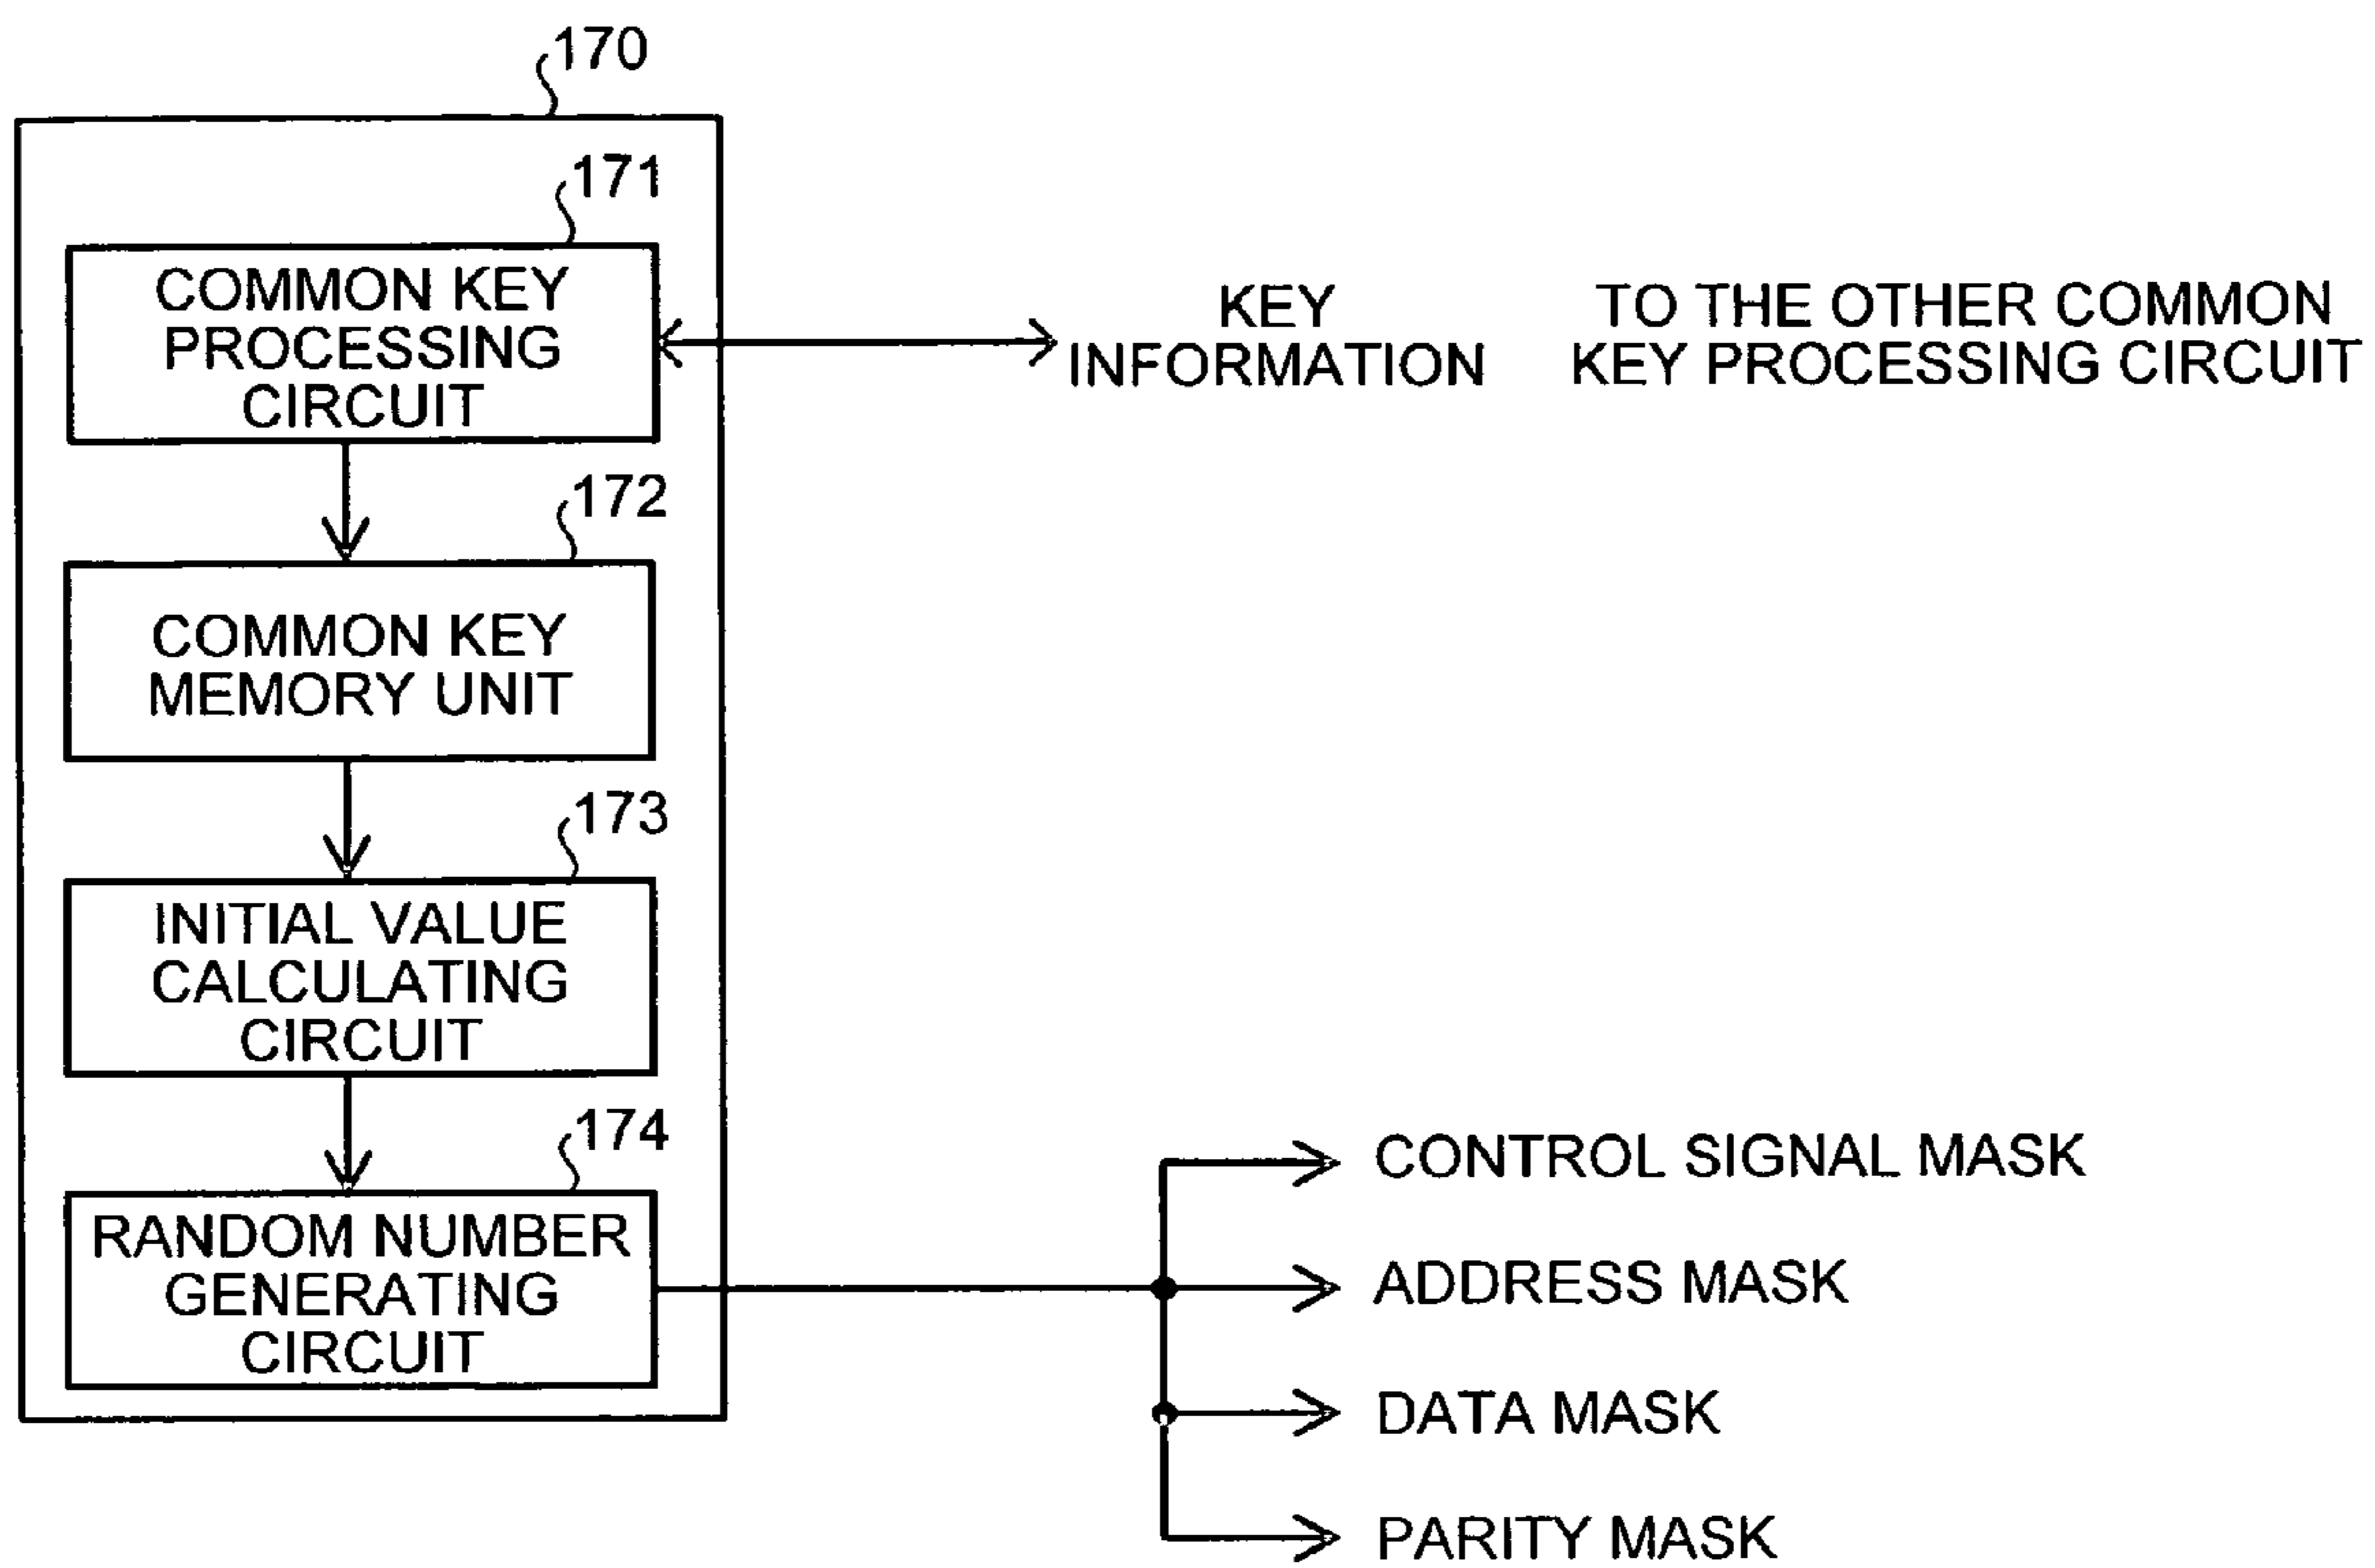 170
171
COMMON KEY
PROCESSING
CIRCUIT
KEY
INFORMATION
TO THE OTHER COMMON
KEY PROCESSING CIRCUIT
172
COMMON KEY
MEMORY UNIT
173
INITIAL VALUE
CALCULATING
CIRCUIT
174
RANDOM NUMBER
GENERATING
CIRCUIT
CONTROL SIGNAL MASK
ADDRESS MASK
DATA MASK
PARITY MASK